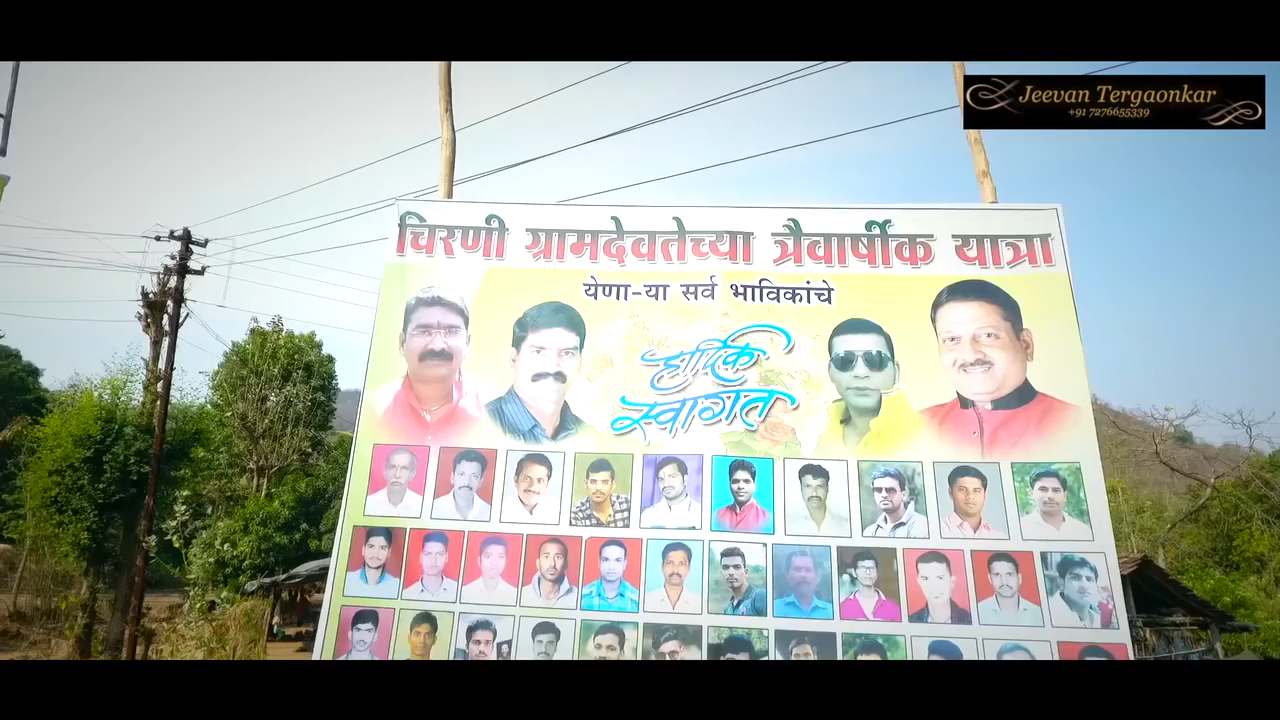 Jeevan Tergaonkar
+91 7276655339
चिरणी ग्रामदेवतेच्या त्रैवार्षीक यात्रा
येणा-या सर्व भाविकांचे
हार्दिक
स्वागत